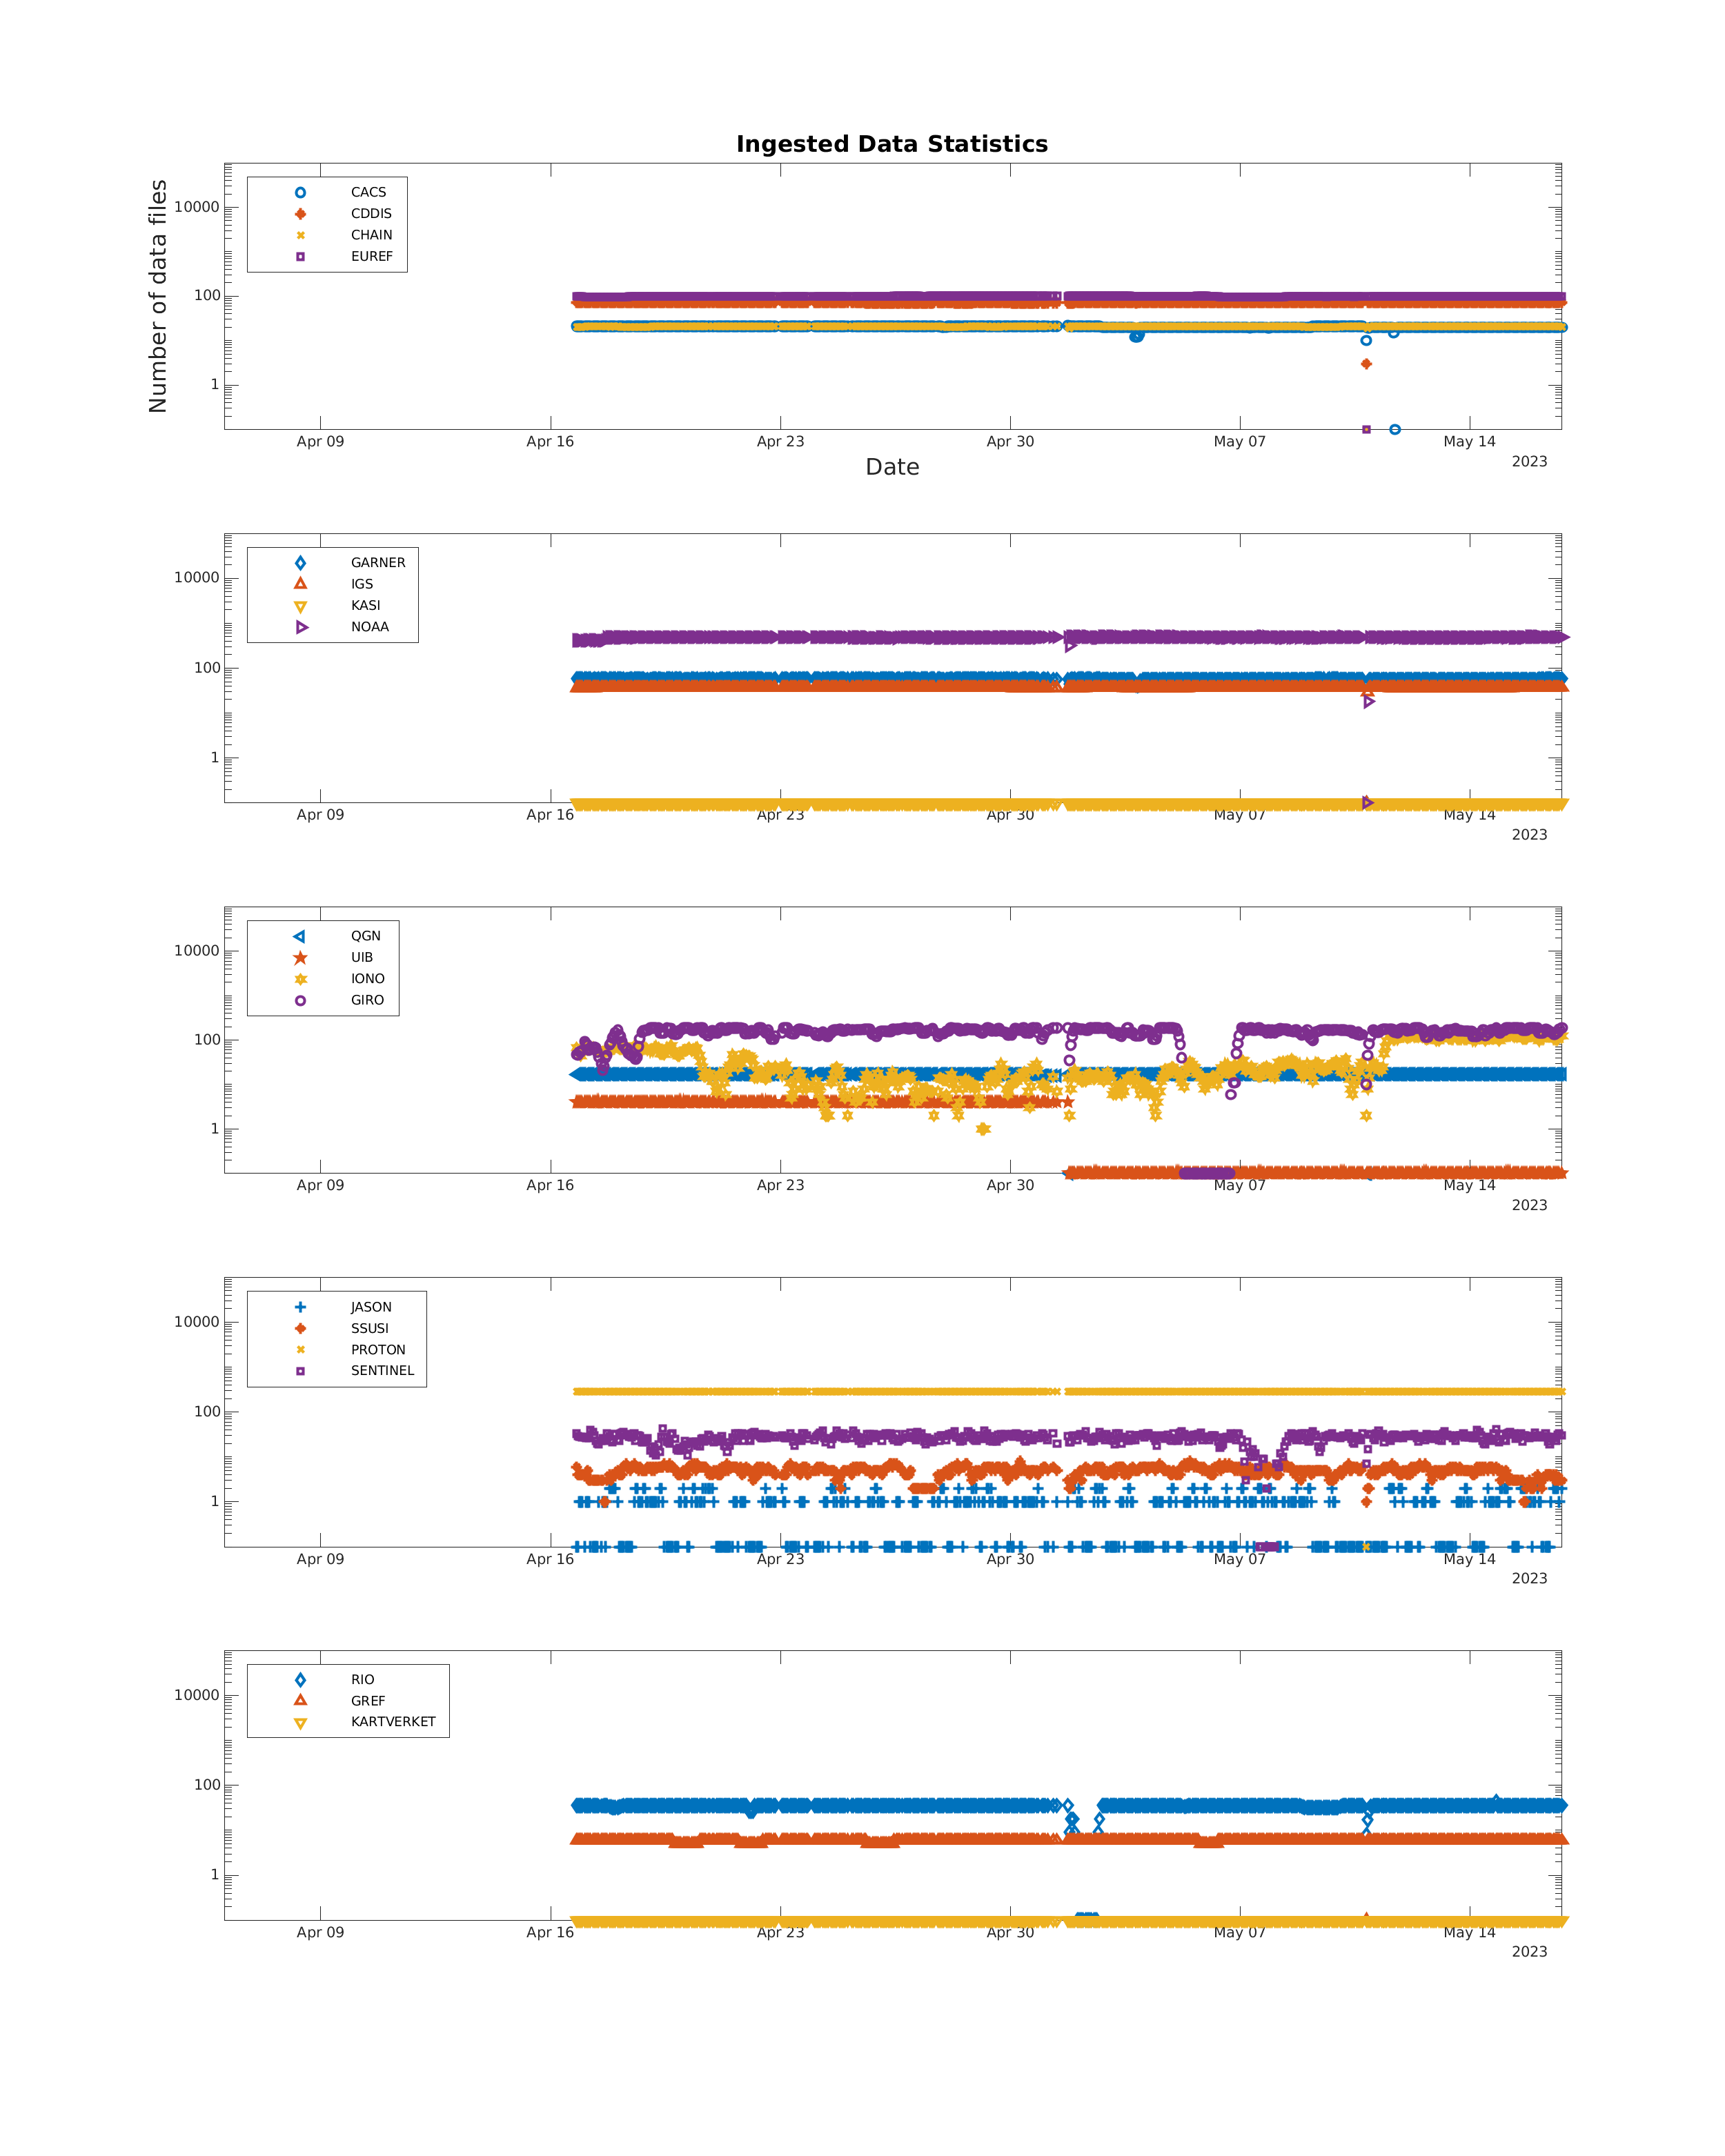 Ingested Data Statistics
Number of data files
10000
100
1
CACS
CDDIS
CHAIN
EUREF
Apr 09 Apr 16 Apr 23 Apr 30 May 07 May 14
2023
Date
10000
100
1
GARNER
IGS
KASI
NOAA
Apr 09 Apr 16 Apr 23 Apr 30 May 07 May 14
2023
10000
100
1
QGN
UIB
IONO
GIRO
Apr 09 Apr 16 Apr 23 Apr 30 May 07 May 14
2023
10000
100
1
JASON
SSUSI
PROTON
SENTINEL
Apr 09 Apr 16 Apr 23 Apr 30 May 07 May 14
2023
10000
100
1
RIO
GREF
KARTVERKET
Apr 09 Apr 16 Apr 23 Apr 30 May 07 May 14
2023